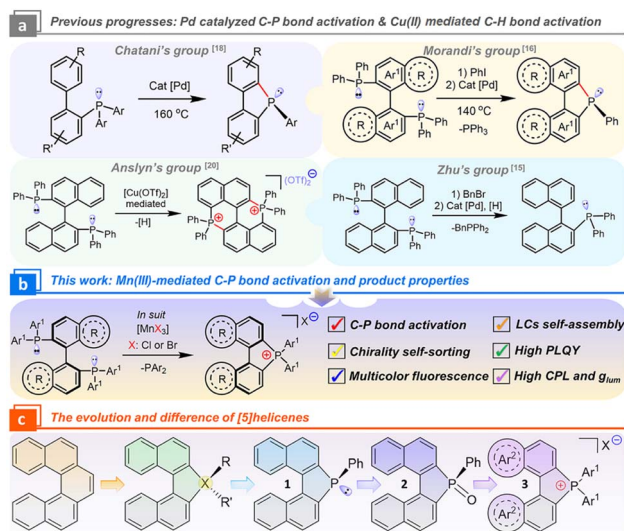 a Previous progresses: Pd catalyzed C-P bond activation & Cu(II) mediated C-H bond activation
Chatani's group [18]
R
R'
P
Ar
Ar
Cat [Pd]
160 °C
R
R'
P
Ar
Morandi's group [16]
Ph
Ph
P
Ar¹
R
R
Ar¹
P
Ph
Ph
1) PhI
2) Cat [Pd]
140 °C
-PPh₃
Ar¹
R
R
Ar¹
P
Ph
Anslyn's group [20]
Ph
Ph
P
P
Ph
Ph
[Cu(OTf)₂]
mediated
-[H]
Ph
Ph
P
P
Ph
Ph
(OTf)₂
Zhu's group [15]
Ph
Ph
P
P
Ph
Ph
1) BnBr
2) Cat [Pd], [H]
-BnPPh₂
P
Ph
Ph
b This work: Mn(III)-mediated C-P bond activation and product properties
Ar¹
Ar¹
P
R
R
P
Ar¹
Ar¹
In suit
[MnX₃]
X: Cl or Br
-PAr₂
R
R
P
Ar¹
Ar¹
X
C-P bond activation
LCs self-assembly
Chirality self-sorting
High PLQY
Multicolor fluorescence
High CPL and glum
c The evolution and difference of [5]helicenes
X
R
R'
1
P
Ph
2
P
Ph
O
Ar²
Ar²
3
P
Ar¹
Ar¹
X